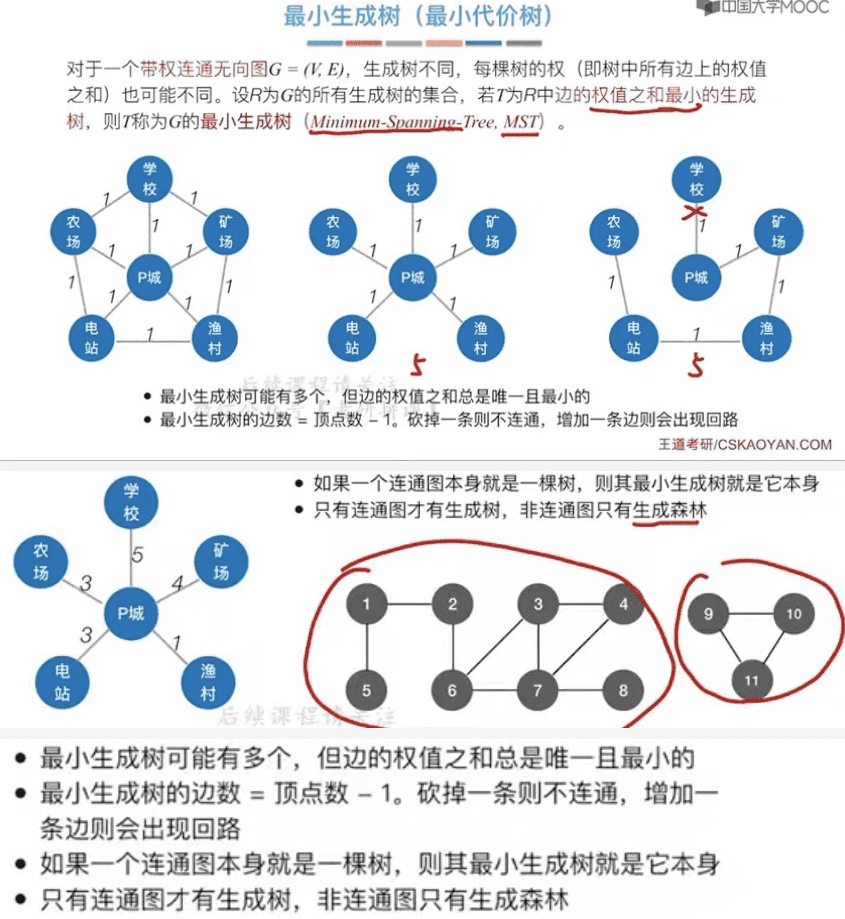 最小生成树（最小代价树）
中国大学MOOC
对于一个带权连通无向图G = (V, E)，生成树不同，每棵树的权（即树中所有边上的权值
之和）也可能不同。设R为G的所有生成树的集合，若T为R中边的权值之和最小的生成
树，则T称为G的最小生成树（Minimum-Spanning-Tree, MST）。
学校
农场
矿场
P城
电站
渔村
1
1
1
1
1
1
1
1
1
1
学校
农场
矿场
P城
电站
渔村
1
1
1
1
1
5
学校
农场
矿场
P城
电站
渔村
1
1
1
1
1
5
后续课程请关注
最小生成树可能有多个，但边的权值之和总是唯一且最小的
最小生成树的边数 = 顶点数 - 1。砍掉一条则不连通，增加一条边则会出现回路
王道考研/CSKAOYAN.COM
如果一个连通图本身就是一棵树，则其最小生成树就是它本身
只有连通图才有生成树，非连通图只有生成森林
学校
农场
矿场
P城
电站
渔村
5
3
4
3
1
1
2
3
4
5
6
7
8
9
10
11
后续课程请关注
最小生成树可能有多个，但边的权值之和总是唯一且最小的
最小生成树的边数 = 顶点数 - 1。砍掉一条则不连通，增加一
条边则会出现回路
如果一个连通图本身就是一棵树，则其最小生成树就是它本身
只有连通图才有生成树，非连通图只有生成森林